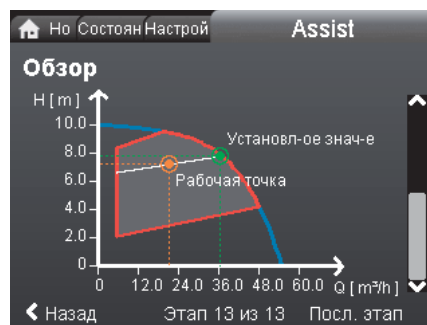 Но Состоян Настрой Assist
Обзор
H [ m ]
10.0
Установл-ое знач-е
8.0
6.0
Рабочая точка
4.0
2.0
0
0 12.0 24.0 36.0 48.0 60.0 Q [ m³/h ]
Назад Этап 13 из 13 Посл. этап